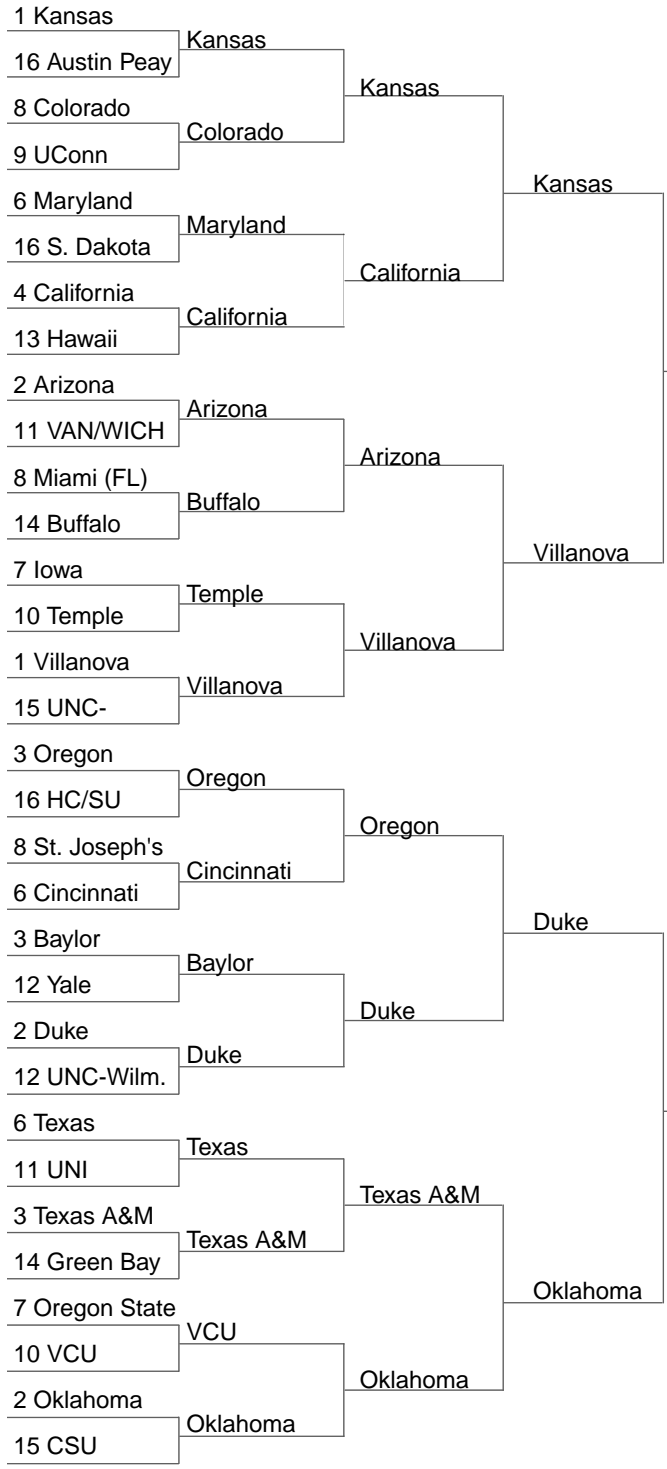 1 Kansas
Kansas
16 Austin Peay
Kansas
8 Colorado
Colorado
9 UConn
Kansas
6 Maryland
Maryland
16 S. Dakota
California
4 California
California
13 Hawaii
2 Arizona
Arizona
11 VAN/WICH
Arizona
8 Miami (FL)
Buffalo
14 Buffalo
Villanova
7 Iowa
Temple
10 Temple
Villanova
1 Villanova
Villanova
15 UNC-
3 Oregon
Oregon
16 HC/SU
Oregon
8 St. Joseph's
Cincinnati
6 Cincinnati
Duke
3 Baylor
Baylor
12 Yale
Duke
2 Duke
Duke
12 UNC-Wilm.
6 Texas
Texas
11 UNI
Texas A&M
3 Texas A&M
Texas A&M
14 Green Bay
Oklahoma
7 Oregon State
VCU
10 VCU
Oklahoma
2 Oklahoma
Oklahoma
15 CSU